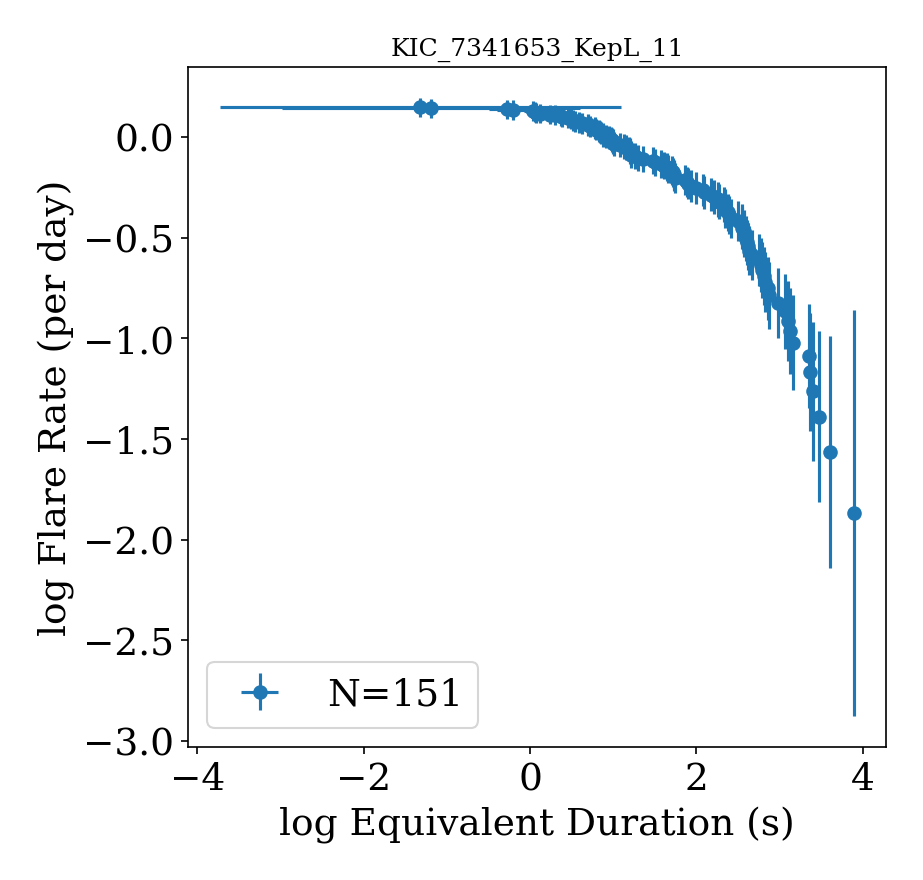 KIC_7341653_KepL_11
log Flare Rate (per day)
0.0
−0.5
−1.0
−1.5
−2.0
−2.5
−3.0
N=151
−4 −2 0 2 4
log Equivalent Duration (s)